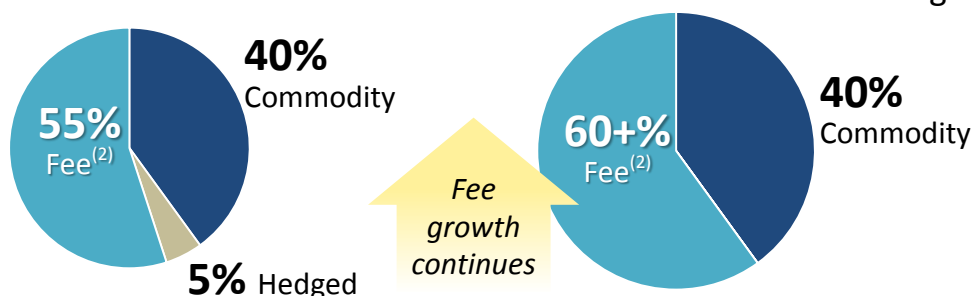 40%
Commodity
55%
Fee(2)
5% Hedged
Fee
growth
continues
60+%
Fee(2)
40%
Commodity